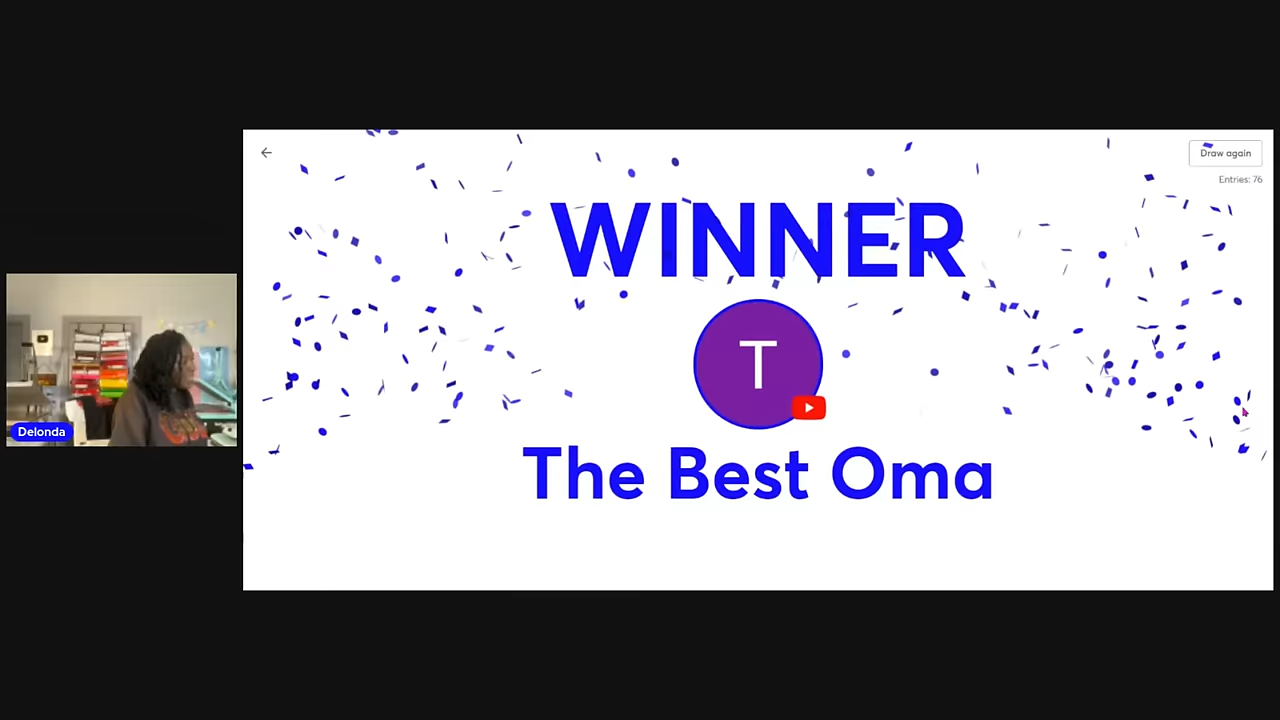 Draw again
Entries: 76
WINNER
T
The Best Oma
Delonda